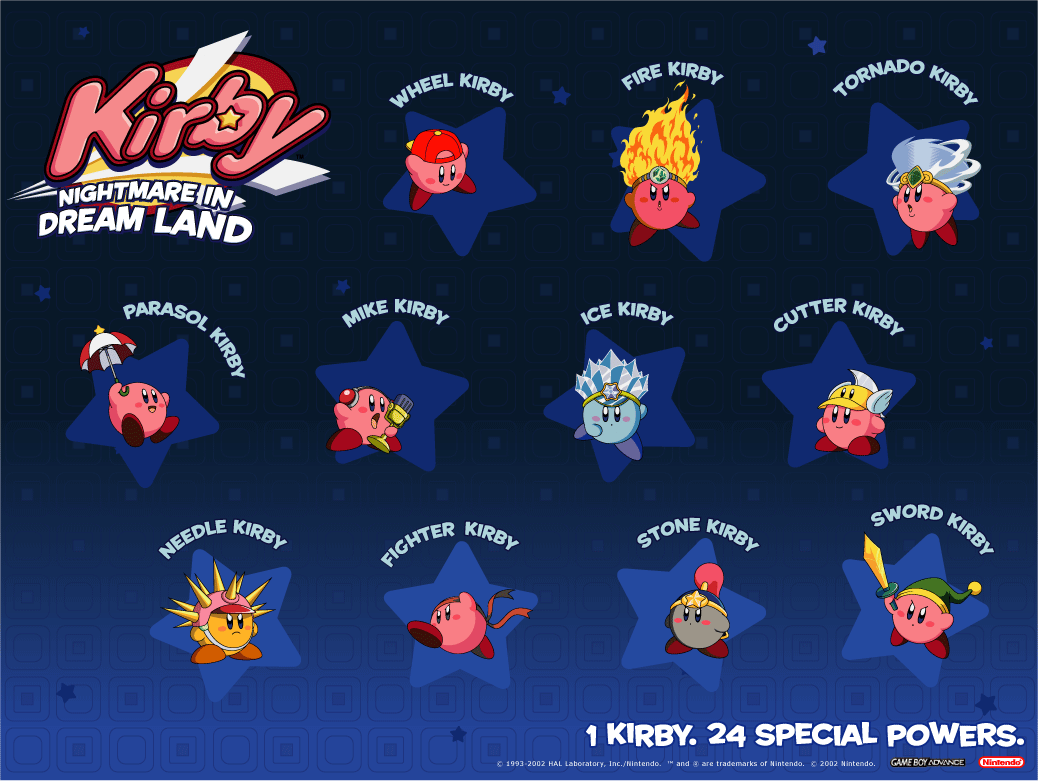 Kirby
™
NIGHTMARE IN
DREAM LAND
WHEEL KIRBY
FIRE KIRBY
TORNADO KIRBY
PARASOL KIRBY
MIKE KIRBY
ICE KIRBY
CUTTER KIRBY
NEEDLE KIRBY
FIGHTER KIRBY
STONE KIRBY
SWORD KIRBY
1 KIRBY. 24 SPECIAL POWERS.
© 1993-2002 HAL Laboratory, Inc./Nintendo. ™ and ® are trademarks of Nintendo. © 2002 Nintendo. GAME BOY ADVANCE Nintendo